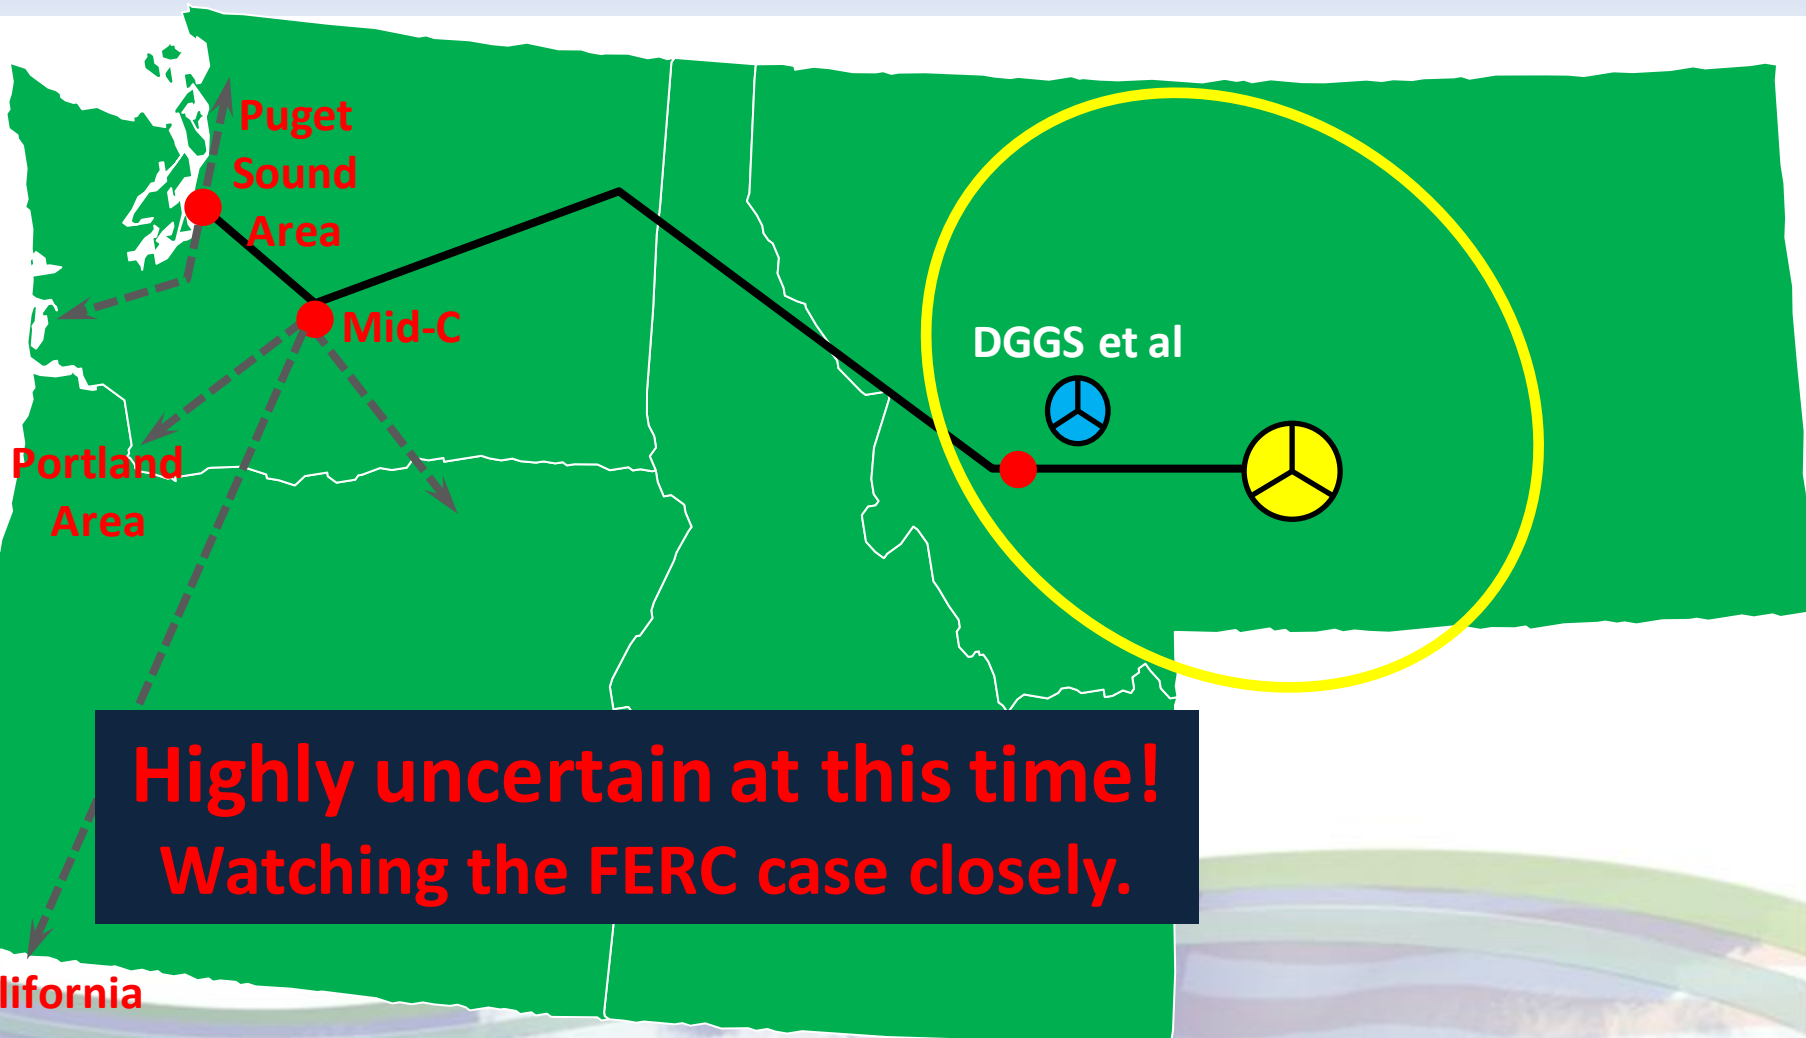 Puget
Sound
Area
Mid-C
DGGS et al
Portland
Area
Highly uncertain at this time!
Watching the FERC case closely.
lifornia